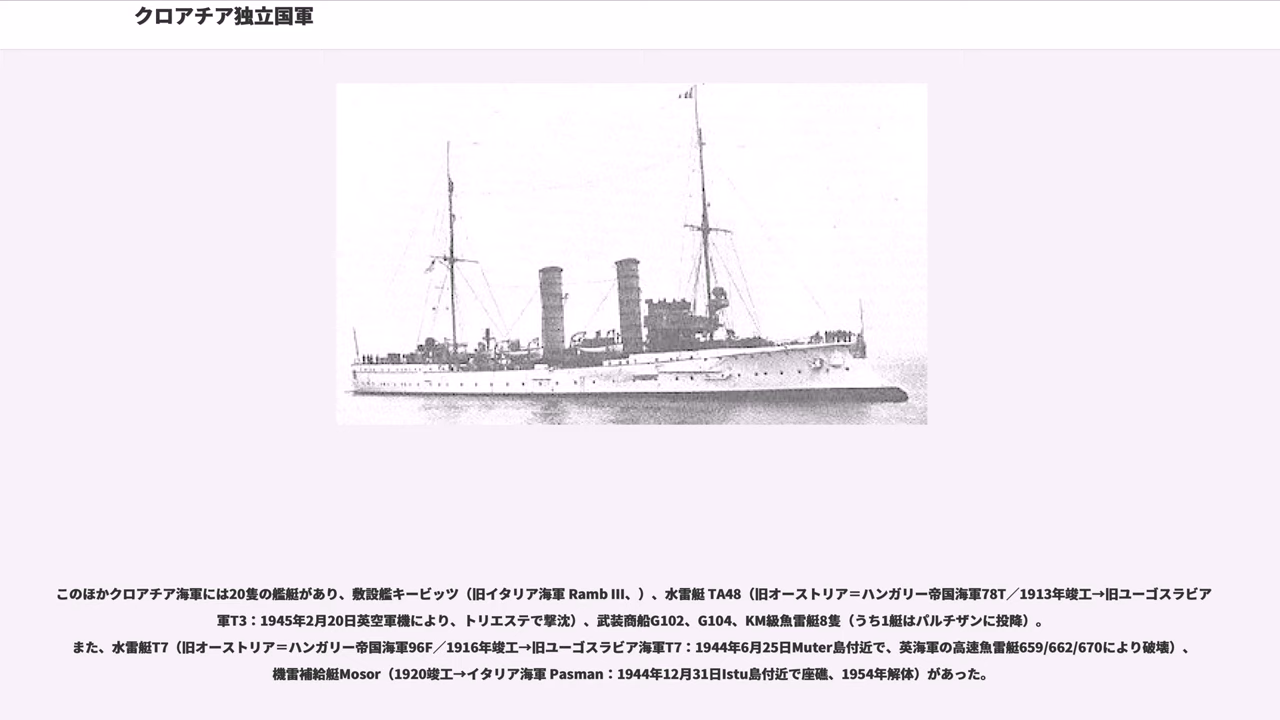 クロアチア独立国軍
このほかクロアチア海軍には20隻の艦艇があり、敷設艦キービッツ（旧イタリア海軍 Ramb III、）、水雷艇 TA48（旧オーストリア＝ハンガリー帝国海軍78T／1913年竣工→旧ユーゴスラビア
軍T3：1945年2月20日英空軍機により、トリエステで撃沈）、武装商船G102、G104、KM級魚雷艇8隻（うち1艇はパルチザンに投降）。
また、水雷艇T7（旧オーストリア＝ハンガリー帝国海軍96F／1916年竣工→旧ユーゴスラビア海軍T7：1944年6月25日Muter島付近で、英海軍の高速魚雷艇659/662/670により破壊）、
機雷補給艇Mosor（1920竣工→イタリア海軍 Pasman：1944年12月31日Istu島付近で座礁、1954年解体）があった。